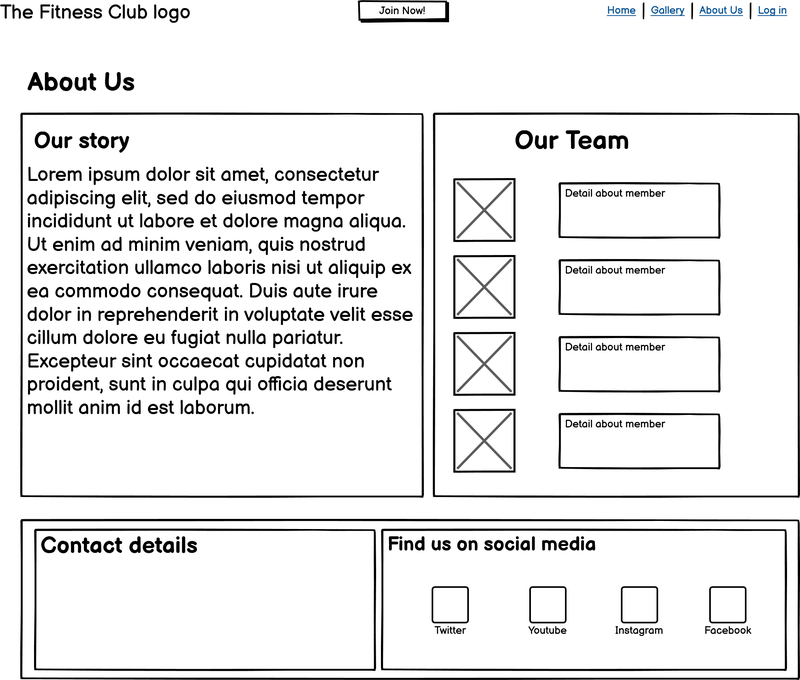 The Fitness Club logo
Join Now!
Home | Gallery | About Us | Log in
About Us
Our story
Lorem ipsum dolor sit amet, consectetur
adipiscing elit, sed do eiusmod tempor
incididunt ut labore et dolore magna aliqua.
Ut enim ad minim veniam, quis nostrud
exercitation ullamco laboris nisi ut aliquip ex
ea commodo consequat. Duis aute irure
dolor in reprehenderit in voluptate velit esse
cillum dolore eu fugiat nulla pariatur.
Excepteur sint occaecat cupidatat non
proident, sunt in culpa qui officia deserunt
mollit anim id est laborum.
Our Team
Detail about member
Detail about member
Detail about member
Detail about member
Contact details
Find us on social media
Twitter
Youtube
Instagram
Facebook